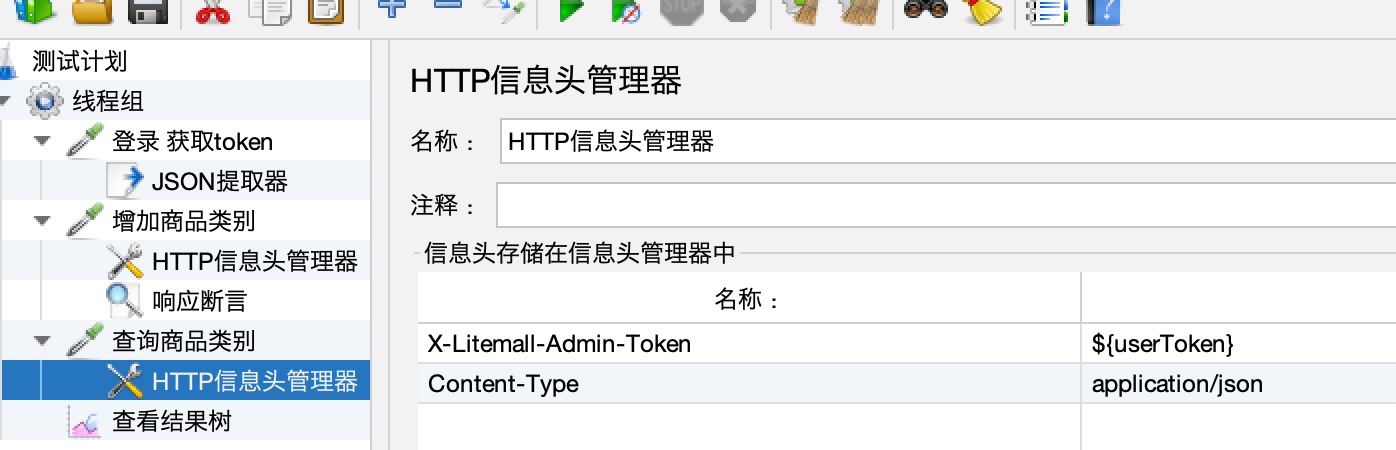 STOP
测试计划
线程组
登录 获取token
JSON提取器
增加商品类别
HTTP信息头管理器
响应断言
查询商品类别
HTTP信息头管理器
查看结果树
HTTP信息头管理器
名称： HTTP信息头管理器
注释：
信息头存储在信息头管理器中
名称：
X-Litemall-Admin-Token ${userToken}
Content-Type application/json